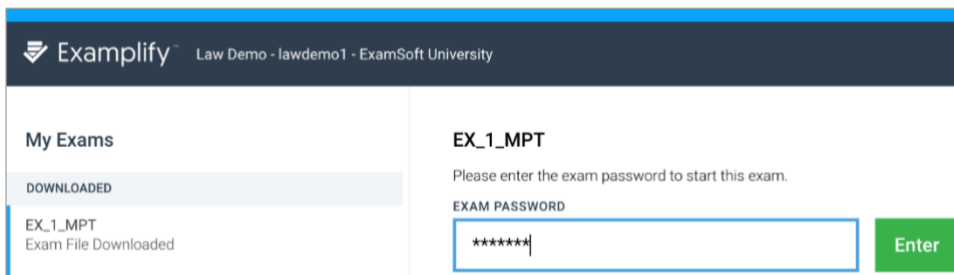 Examplify™ Law Demo - lawdemo1 - ExamSoft University
My Exams
DOWNLOADED
EX_1_MPT
Exam File Downloaded
EX_1_MPT
Please enter the exam password to start this exam.
EXAM PASSWORD
*******
Enter